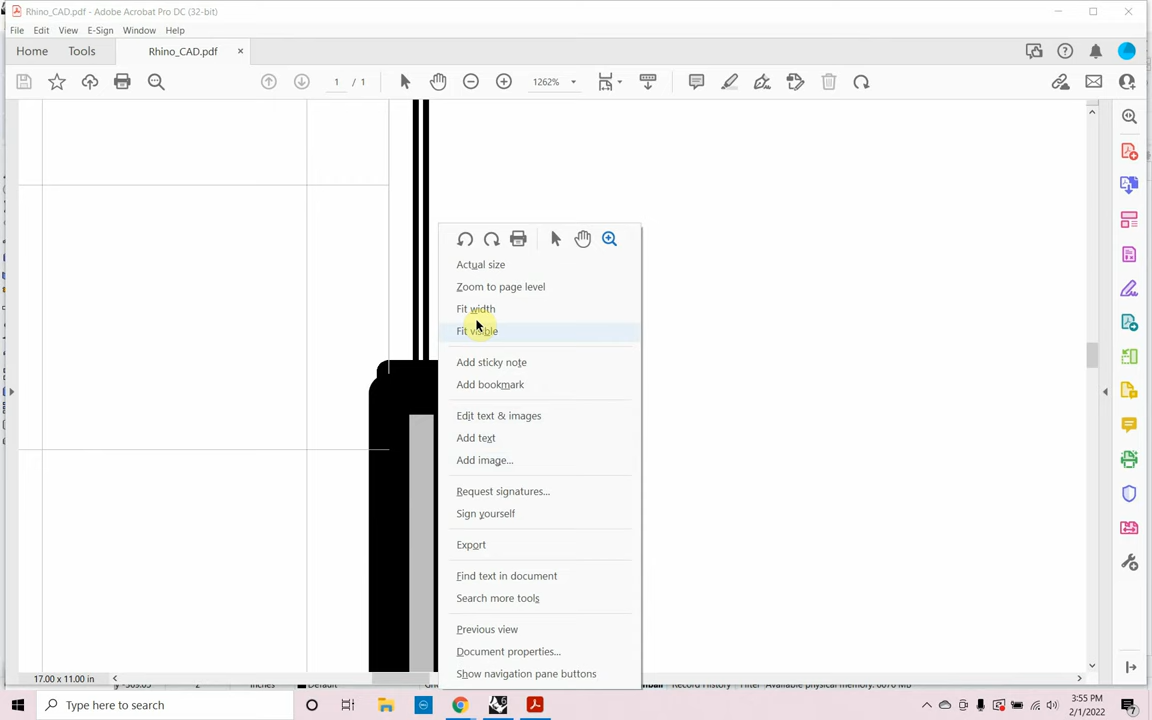 Rhino_CAD.pdf - Adobe Acrobat Pro DC (32-bit)
File Edit View E-Sign Window Help
Home Tools Rhino_CAD.pdf ×
1 / 1 1262%
Actual size
Zoom to page level
Fit width
Fit visible
Add sticky note
Add bookmark
Edit text & images
Add text
Add image...
Request signatures...
Sign yourself
Export
Find text in document
Search more tools
Previous view
Document properties...
Show navigation pane buttons
17.00 x 11.00 in
Type here to search
3:55 PM
2/1/2022